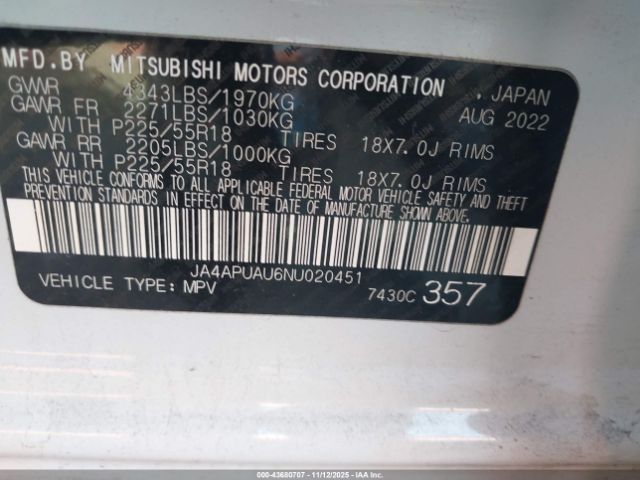 MFD.BY MITSUBISHI MOTORS CORPORATION , JAPAN
GVWR 4343LBS/1970KG AUG 2022
GAWR FR 2271LBS/1030KG
WITH P225/55R18 TIRES 18X7.0J RIMS
GAWR RR 2205LBS/1000KG
WITH P225/55R18 TIRES 18X7.0J RIMS
THIS VEHICLE CONFORMS TO ALL APPLICABLE FEDERAL MOTOR VEHICLE SAFETY AND THEFT
PREVENTION STANDARDS IN EFFECT ON THE DATE OF MANUFACTURE SHOWN ABOVE.
JA4APUAU6NU020451
VEHICLE TYPE: MPV 7430C 357
000-43680707 - 11/12/2025 - IAAI.COM